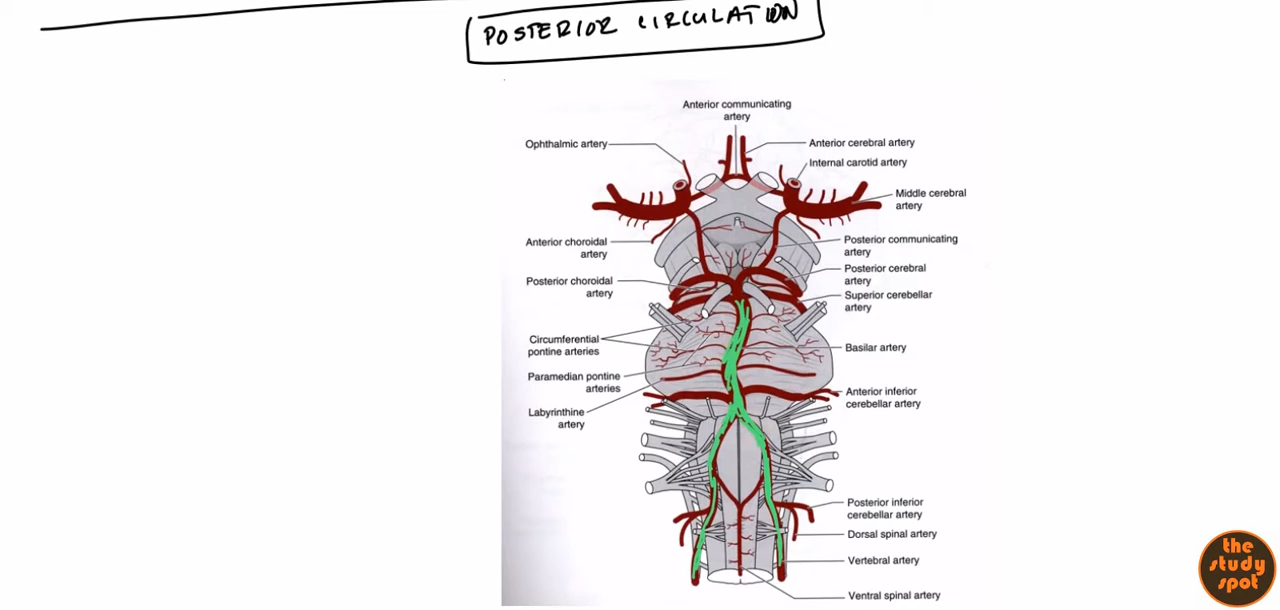 POSTERIOR CIRCULATION
Anterior communicating
artery
Ophthalmic artery
Anterior cerebral artery
Internal carotid artery
Middle cerebral
artery
Anterior choroidal
artery
Posterior communicating
artery
Posterior choroidal
artery
Posterior cerebral
artery
Superior cerebellar
artery
Circumferential
pontine arteries
Basilar artery
Paramedian pontine
arteries
Anterior inferior
cerebellar artery
Labyrinthine
artery
Posterior inferior
cerebellar artery
Dorsal spinal artery
Vertebral artery
Ventral spinal artery
the
study
spot